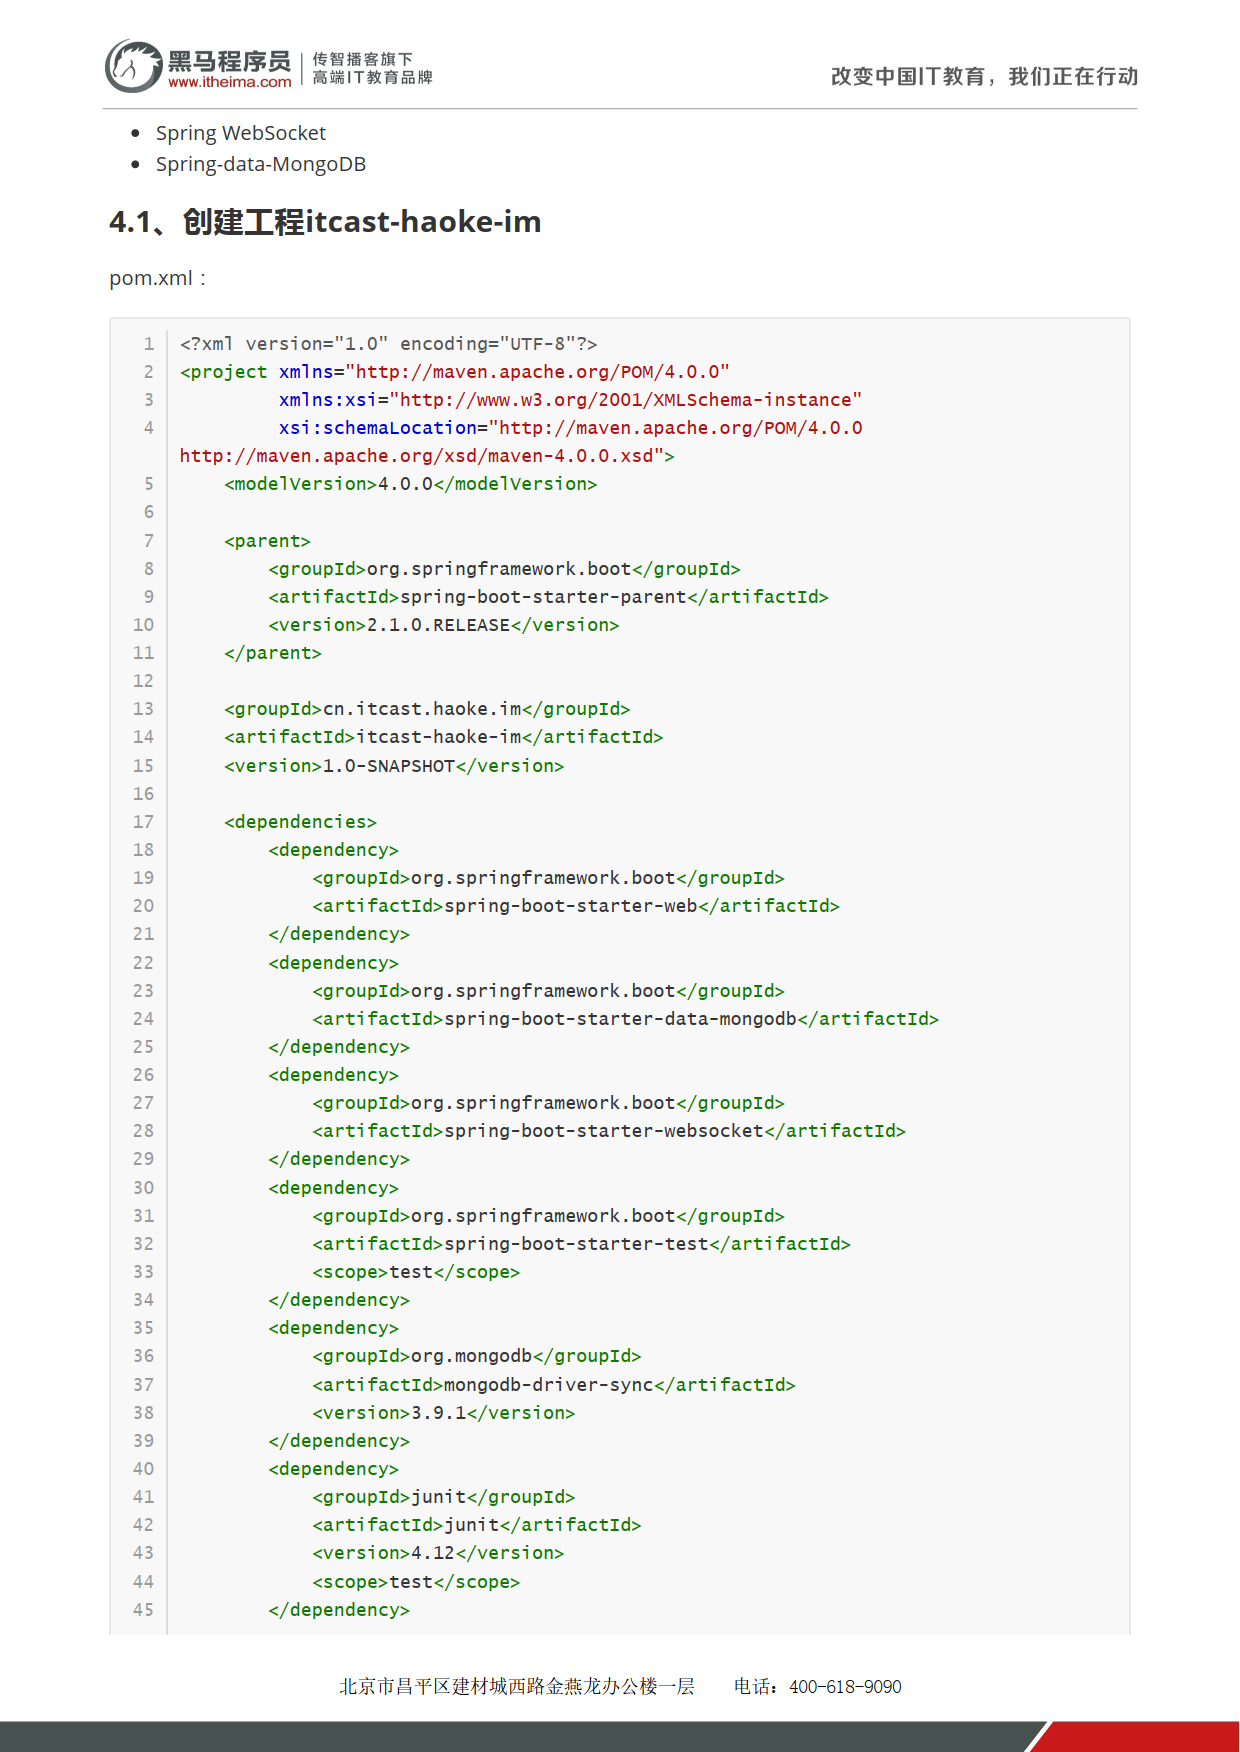 黑马程序员
www.itheima.com
传智播客旗下
高端IT教育品牌
改变中国IT教育，我们正在行动
Spring WebSocket
Spring-data-MongoDB
4.1、创建工程itcast-haoke-im
pom.xml：
1 <?xml version="1.0" encoding="UTF-8"?>
2 <project xmlns="http://maven.apache.org/POM/4.0.0"
3          xmlns:xsi="http://www.w3.org/2001/XMLSchema-instance"
4          xsi:schemaLocation="http://maven.apache.org/POM/4.0.0
http://maven.apache.org/xsd/maven-4.0.0.xsd">
5     <modelVersion>4.0.0</modelVersion>
6
7     <parent>
8         <groupId>org.springframework.boot</groupId>
9         <artifactId>spring-boot-starter-parent</artifactId>
10         <version>2.1.0.RELEASE</version>
11     </parent>
12
13     <groupId>cn.itcast.haoke.im</groupId>
14     <artifactId>itcast-haoke-im</artifactId>
15     <version>1.0-SNAPSHOT</version>
16
17     <dependencies>
18         <dependency>
19             <groupId>org.springframework.boot</groupId>
20             <artifactId>spring-boot-starter-web</artifactId>
21         </dependency>
22         <dependency>
23             <groupId>org.springframework.boot</groupId>
24             <artifactId>spring-boot-starter-data-mongodb</artifactId>
25         </dependency>
26         <dependency>
27             <groupId>org.springframework.boot</groupId>
28             <artifactId>spring-boot-starter-websocket</artifactId>
29         </dependency>
30         <dependency>
31             <groupId>org.springframework.boot</groupId>
32             <artifactId>spring-boot-starter-test</artifactId>
33             <scope>test</scope>
34         </dependency>
35         <dependency>
36             <groupId>org.mongodb</groupId>
37             <artifactId>mongodb-driver-sync</artifactId>
38             <version>3.9.1</version>
39         </dependency>
40         <dependency>
41             <groupId>junit</groupId>
42             <artifactId>junit</artifactId>
43             <version>4.12</version>
44             <scope>test</scope>
45         </dependency>
北京市昌平区建材城西路金燕龙办公楼一层 电话：400-618-9090